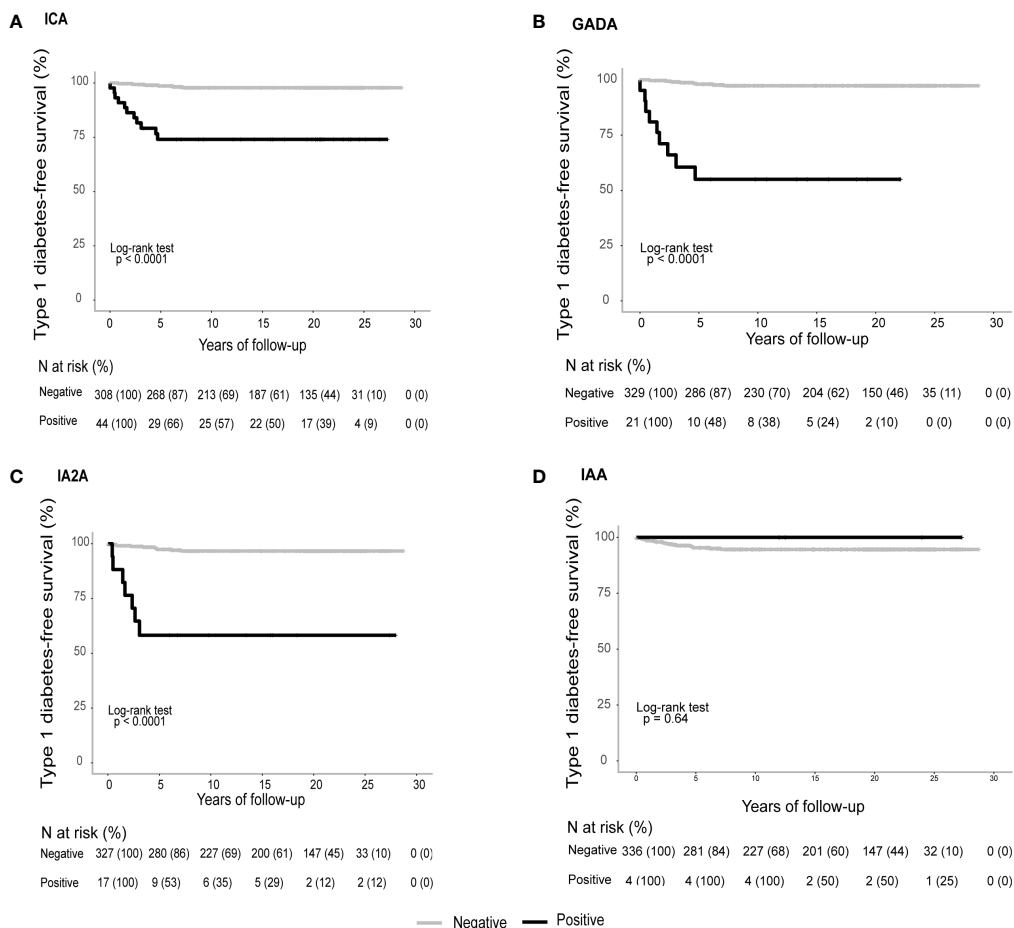 A ICA
Type 1 diabetes-free survival (%)
100
75
50
25
0
Log-rank test
p < 0.0001
0 5 10 15 20 25 30
Years of follow-up
N at risk (%)
Negative 308 (100) 268 (87) 213 (69) 187 (61) 135 (44) 31 (10) 0 (0)
Positive 44 (100) 29 (66) 25 (57) 22 (50) 17 (39) 4 (9) 0 (0)
B GADA
Type 1 diabetes-free survival (%)
100
75
50
25
0
Log-rank test
p < 0.0001
0 5 10 15 20 25 30
Years of follow-up
N at risk (%)
Negative 329 (100) 286 (87) 230 (70) 204 (62) 150 (46) 35 (11) 0 (0)
Positive 21 (100) 10 (48) 8 (38) 5 (24) 2 (10) 0 (0) 0 (0)
C IA2A
Type 1 diabetes-free survival (%)
100
75
50
25
0
Log-rank test
p < 0.0001
0 5 10 15 20 25 30
Years of follow-up
N at risk (%)
Negative 327 (100) 280 (86) 227 (69) 200 (61) 147 (45) 33 (10) 0 (0)
Positive 17 (100) 9 (53) 6 (35) 5 (29) 2 (12) 2 (12) 0 (0)
D IAA
Type 1 diabetes-free survival (%)
100
75
50
25
0
Log-rank test
p = 0.64
0 5 10 15 20 25 30
Years of follow-up
N at risk (%)
Negative 336 (100) 281 (84) 227 (68) 201 (60) 147 (44) 32 (10) 0 (0)
Positive 4 (100) 4 (100) 4 (100) 2 (50) 2 (50) 1 (25) 0 (0)
Negative Positive